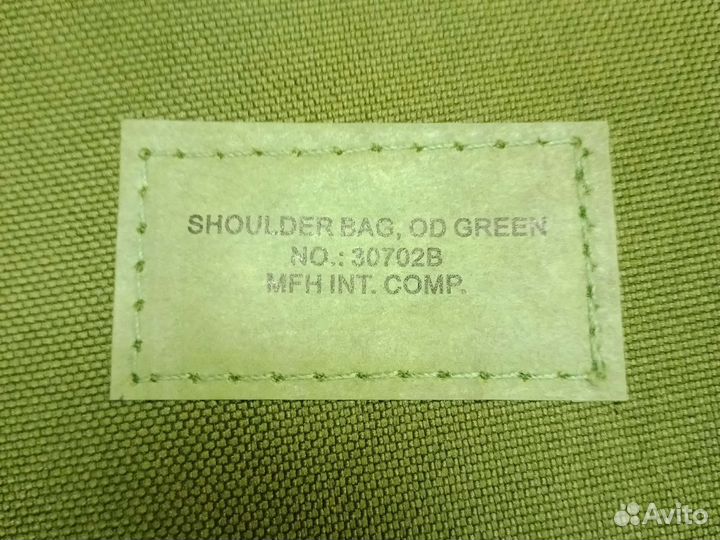 SHOULDER BAG, OD GREEN
NO.: 30702B
MFH INT. COMP.
Avito